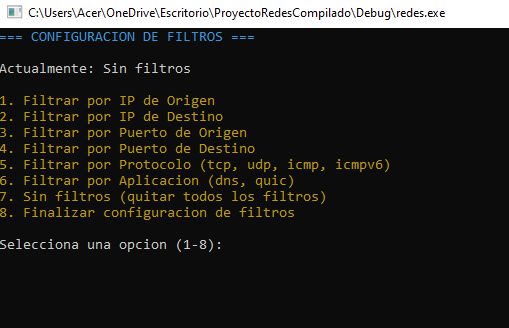 C:\Users\Acer\OneDrive\Escritorio\ProyectoRedesCompilado\Debug\redes.exe
=== CONFIGURACION DE FILTROS ===
Actualmente: Sin filtros
1. Filtrar por IP de Origen
2. Filtrar por IP de Destino
3. Filtrar por Puerto de Origen
4. Filtrar por Puerto de Destino
5. Filtrar por Protocolo (tcp, udp, icmp, icmpv6)
6. Filtrar por Aplicacion (dns, quic)
7. Sin filtros (quitar todos los filtros)
8. Finalizar configuracion de filtros
Selecciona una opcion (1-8):